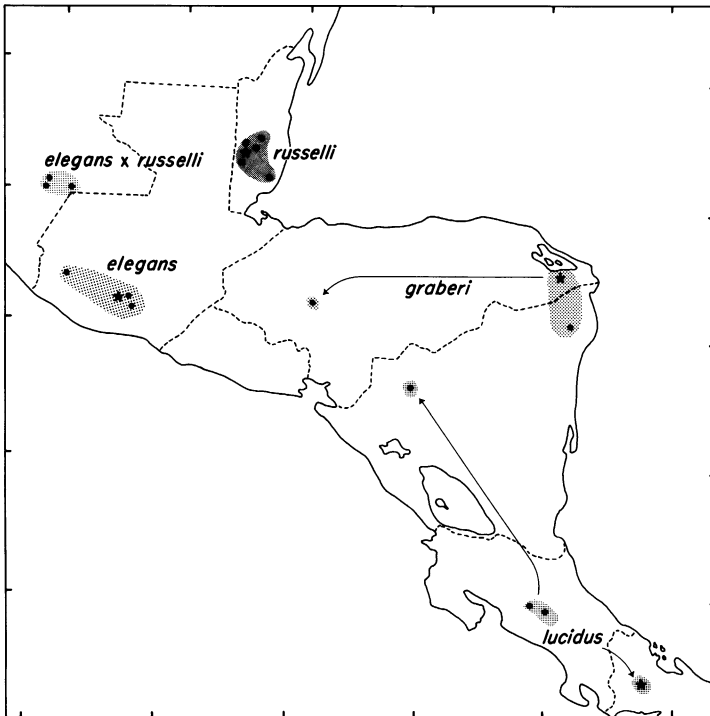 elegans x russelli
russelli
elegans
graberi
lucidus